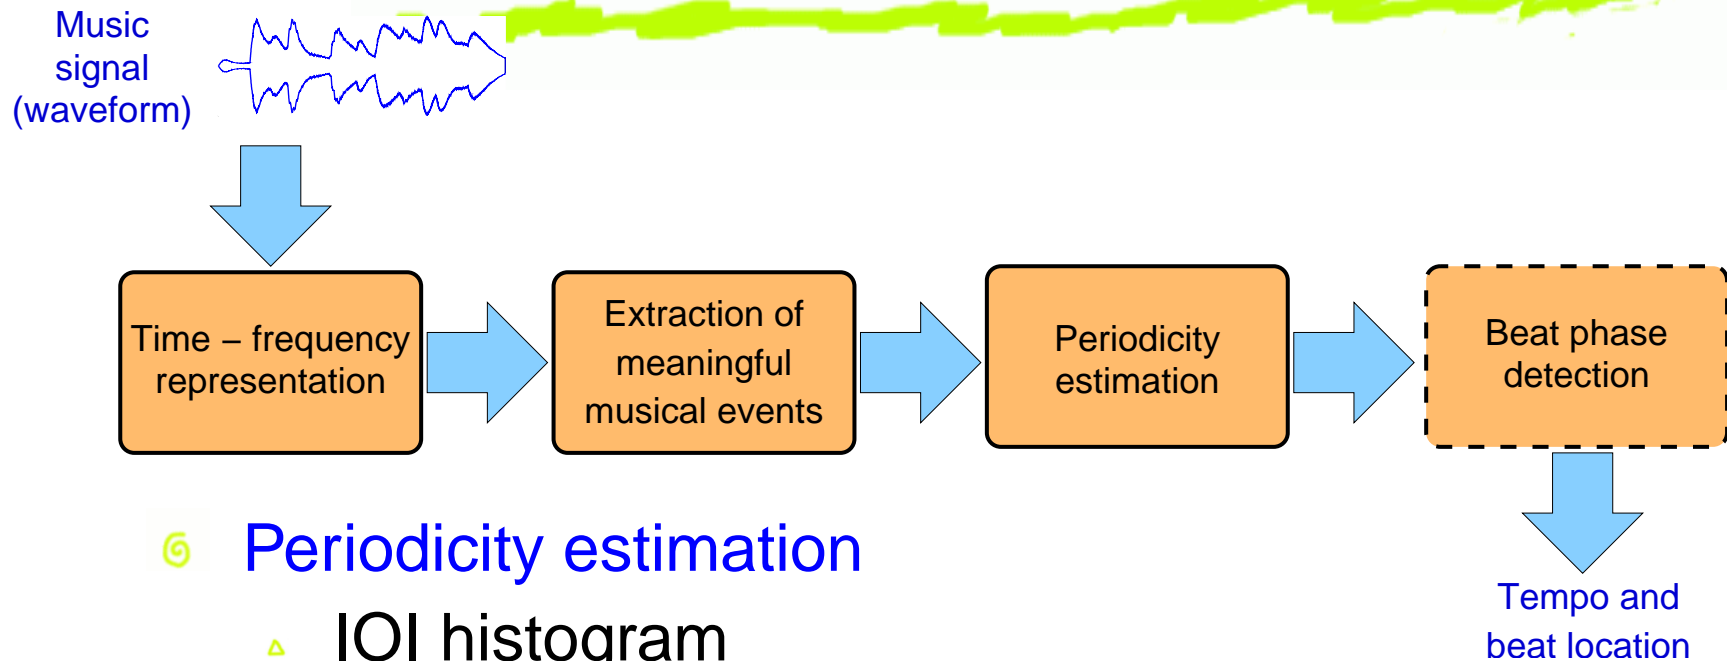 Music
signal
(waveform)
Time – frequency
representation
Extraction of
meaningful
musical events
Periodicity
estimation
Beat phase
detection
Periodicity estimation
IOI histogram
Tempo and
beat location